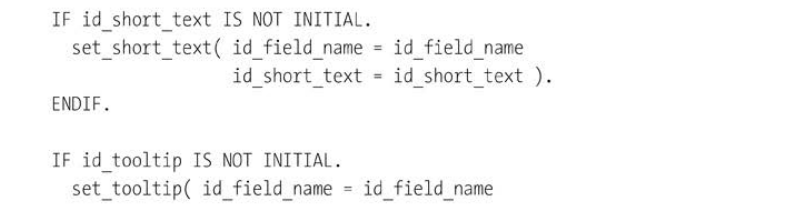 IF id_short_text IS NOT INITIAL.
  set_short_text( id_field_name = id_field_name
                  id_short_text = id_short_text ).
ENDIF.

IF id_tooltip IS NOT INITIAL.
  set_tooltip( id_field_name = id_field_name